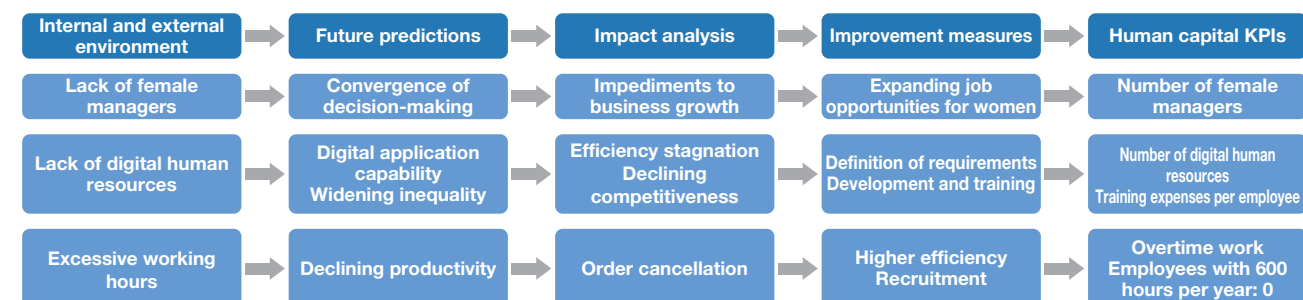 Internal and external
environment
Future predictions
Impact analysis
Improvement measures
Human capital KPIs
Lack of female
managers
Convergence of
decision-making
Impediments to
business growth
Expanding job
opportunities for women
Number of female
managers
Lack of digital human
resources
Digital application
capability
Widening inequality
Efficiency stagnation
Declining
competitiveness
Definition of requirements
Development and training
Number of digital human
resources
Training expenses per employee
Excessive working
hours
Declining productivity
Order cancellation
Higher efficiency
Recruitment
Overtime work
Employees with 600
hours per year: 0